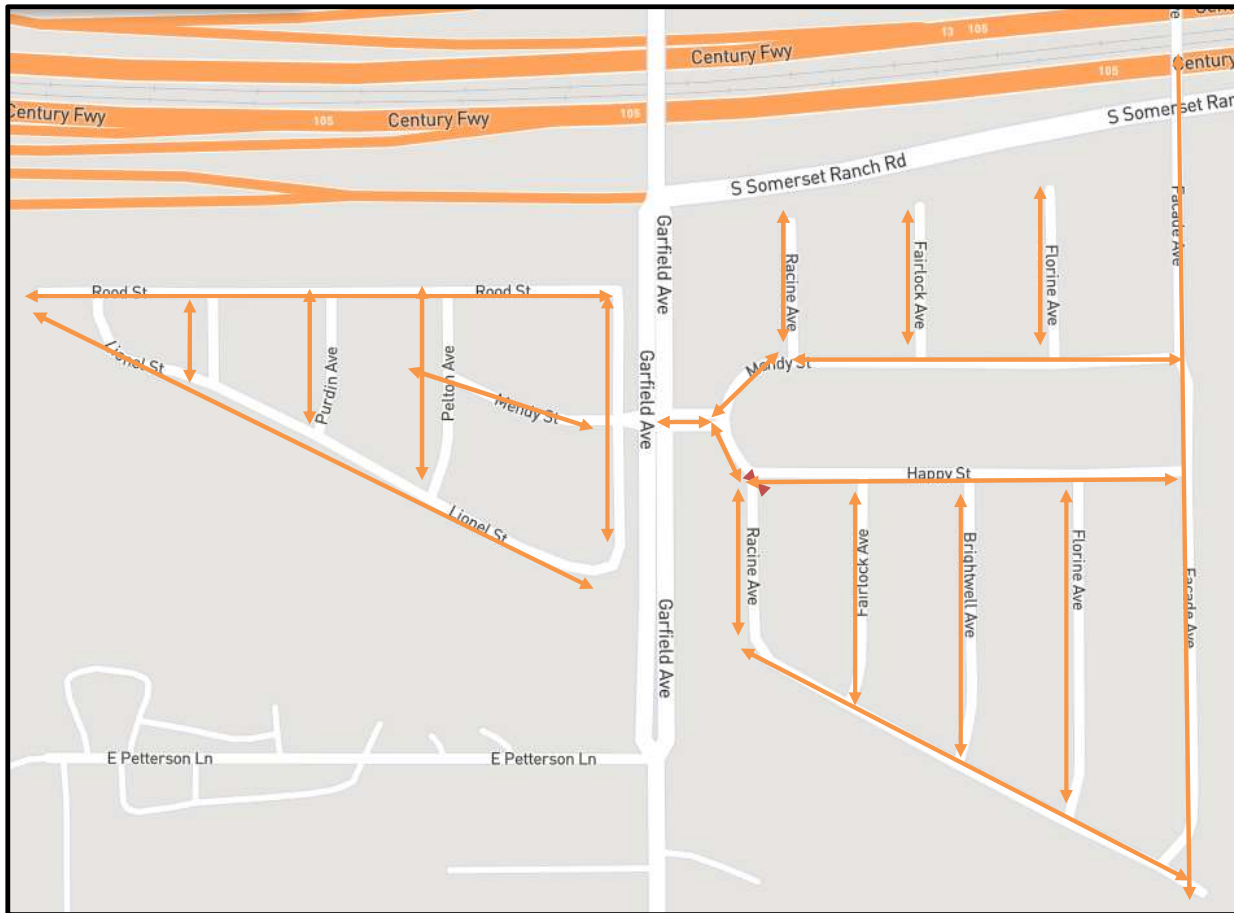 13 105
Century Fwy
105
Century
Century Fwy
105
Century Fwy
105
S Somerset Ran
S Somerset Ranch Rd
Facade Ave
Garfield Ave
Racine Ave
Fairlock Ave
Florine Ave
Rood St
Rood St
Lionel St
Purdin Ave
Pelton Ave
Mendy St
Garfield Ave
Mendy St
Happy St
Lionel St
Racine Ave
Fairlock Ave
Brightwell Ave
Florine Ave
Facade Ave
Garfield Ave
E Petterson Ln
E Petterson Ln